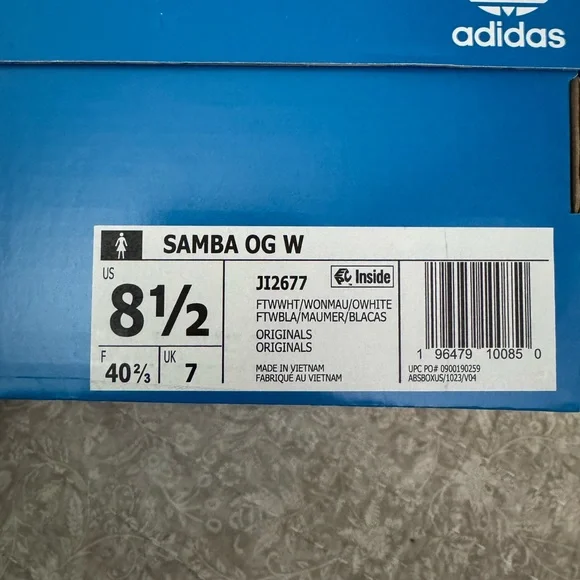 adidas
SAMBA OG W
US
8½
F
40⅔
UK
7
JI2677
Inside
FTWWHT/WONMAU/OWHITE
FTWBLA/MAUMER/BLACAS
ORIGINALS
ORIGINALS
MADE IN VIETNAM
FABRIQUÉ AU VIETNAM
1 96479 10085 0
UPC PO# 0900190259
ABSBOXUS/1023/V04